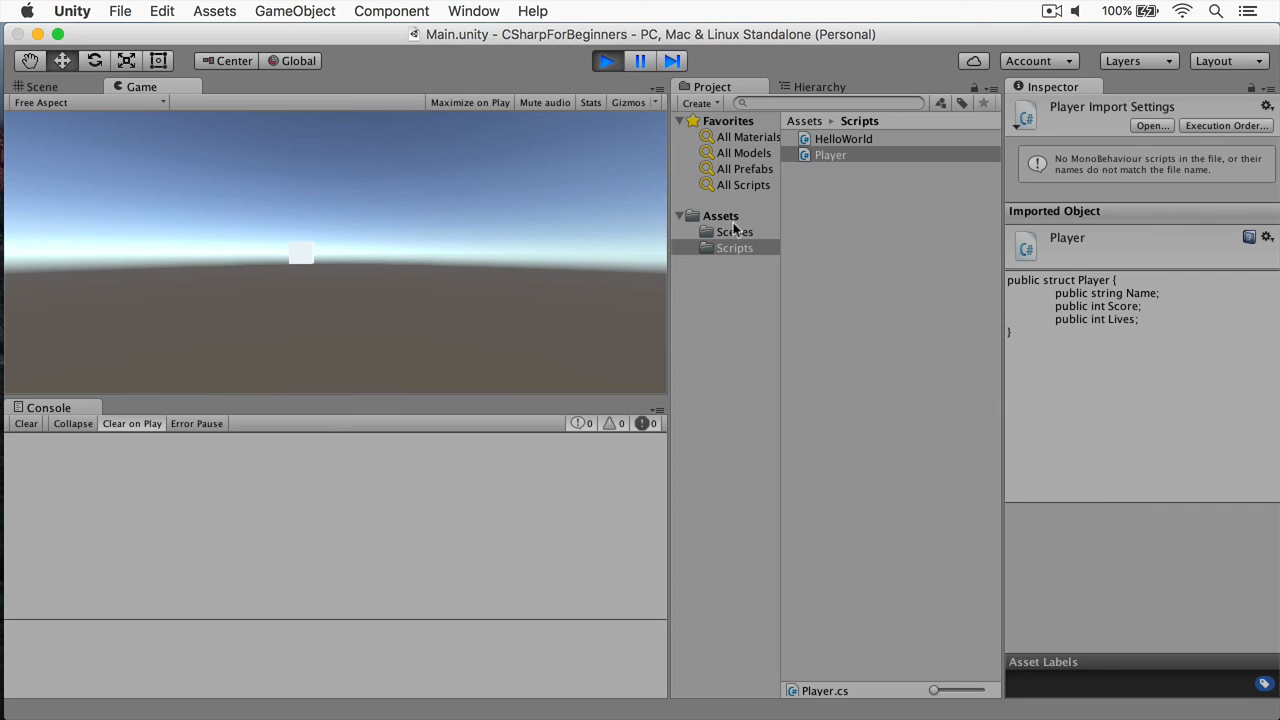 Unity File Edit Assets GameObject Component Window Help 100%
Main.unity - CSharpForBeginners - PC, Mac & Linux Standalone (Personal)
Center Global Account Layers Layout
Scene Game Project Hierarchy Inspector
Free Aspect Maximize on Play Mute audio Stats Gizmos
Create
Player Import Settings
Open... Execution Order...
Favorites
All Materials
All Models
All Prefabs
All Scripts
Assets
Scenes
Scripts
Assets Scripts
HelloWorld
Player
No MonoBehaviour scripts in the file, or their
names do not match the file name.
Imported Object
Player
public struct Player {
public string Name;
public int Score;
public int Lives;
}
Console
Clear Collapse Clear on Play Error Pause 0 0 0
Asset Labels
Player.cs